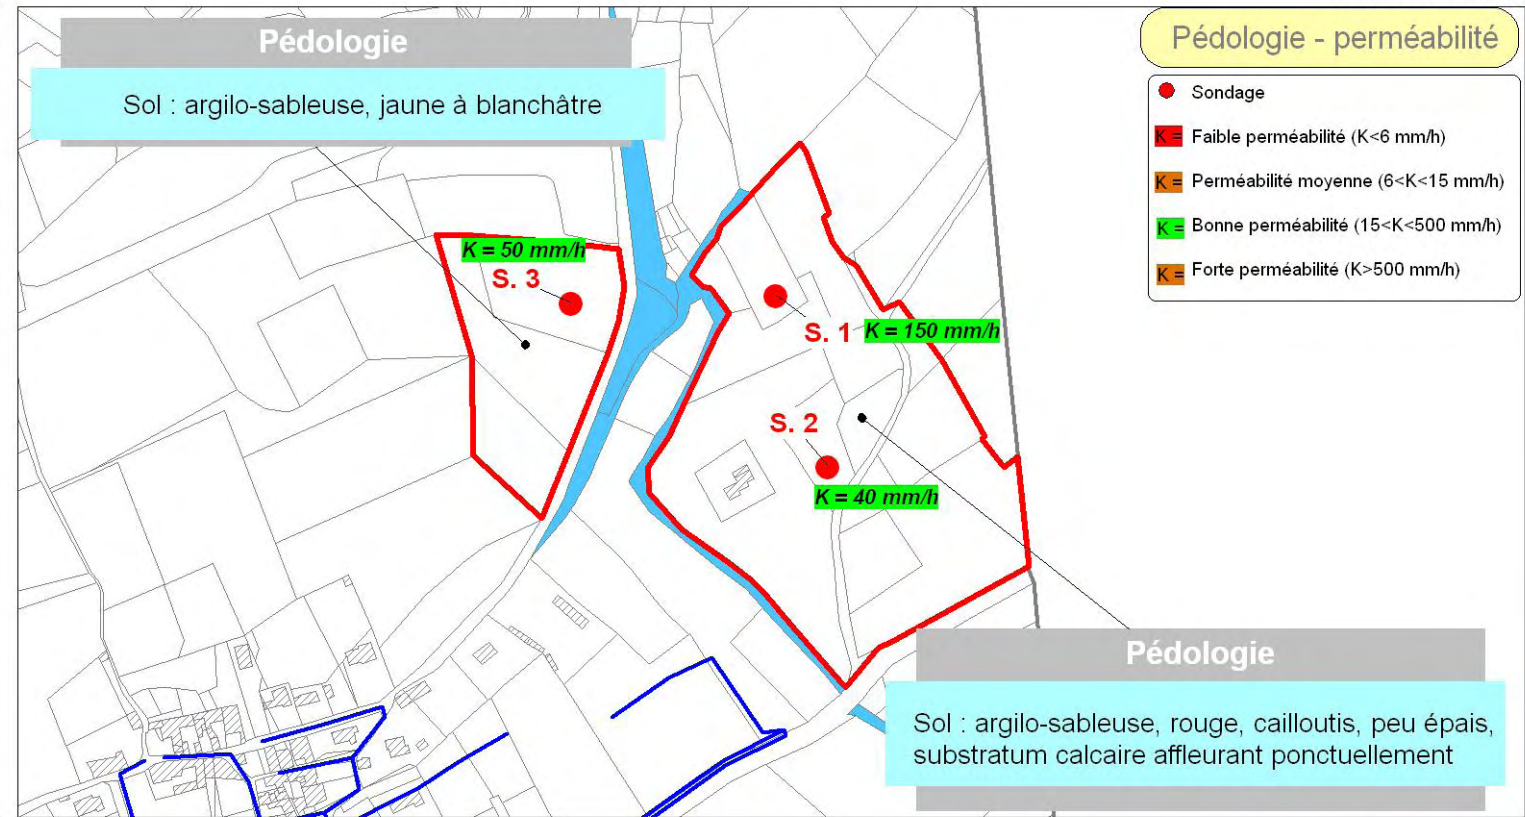 Pédologie
Sol : argilo-sableuse, jaune à blanchâtre
Pédologie - perméabilité
Sondage
K = Faible perméabilité (K<6 mm/h)
K = Perméabilité moyenne (6<K<15 mm/h)
K = Bonne perméabilité (15<K<500 mm/h)
K = Forte perméabilité (K>500 mm/h)
K = 50 mm/h
S. 3
S. 1
K = 150 mm/h
S. 2
K = 40 mm/h
Pédologie
Sol : argilo-sableuse, rouge, cailloutis, peu épais,
substratum calcaire affleurant ponctuellement